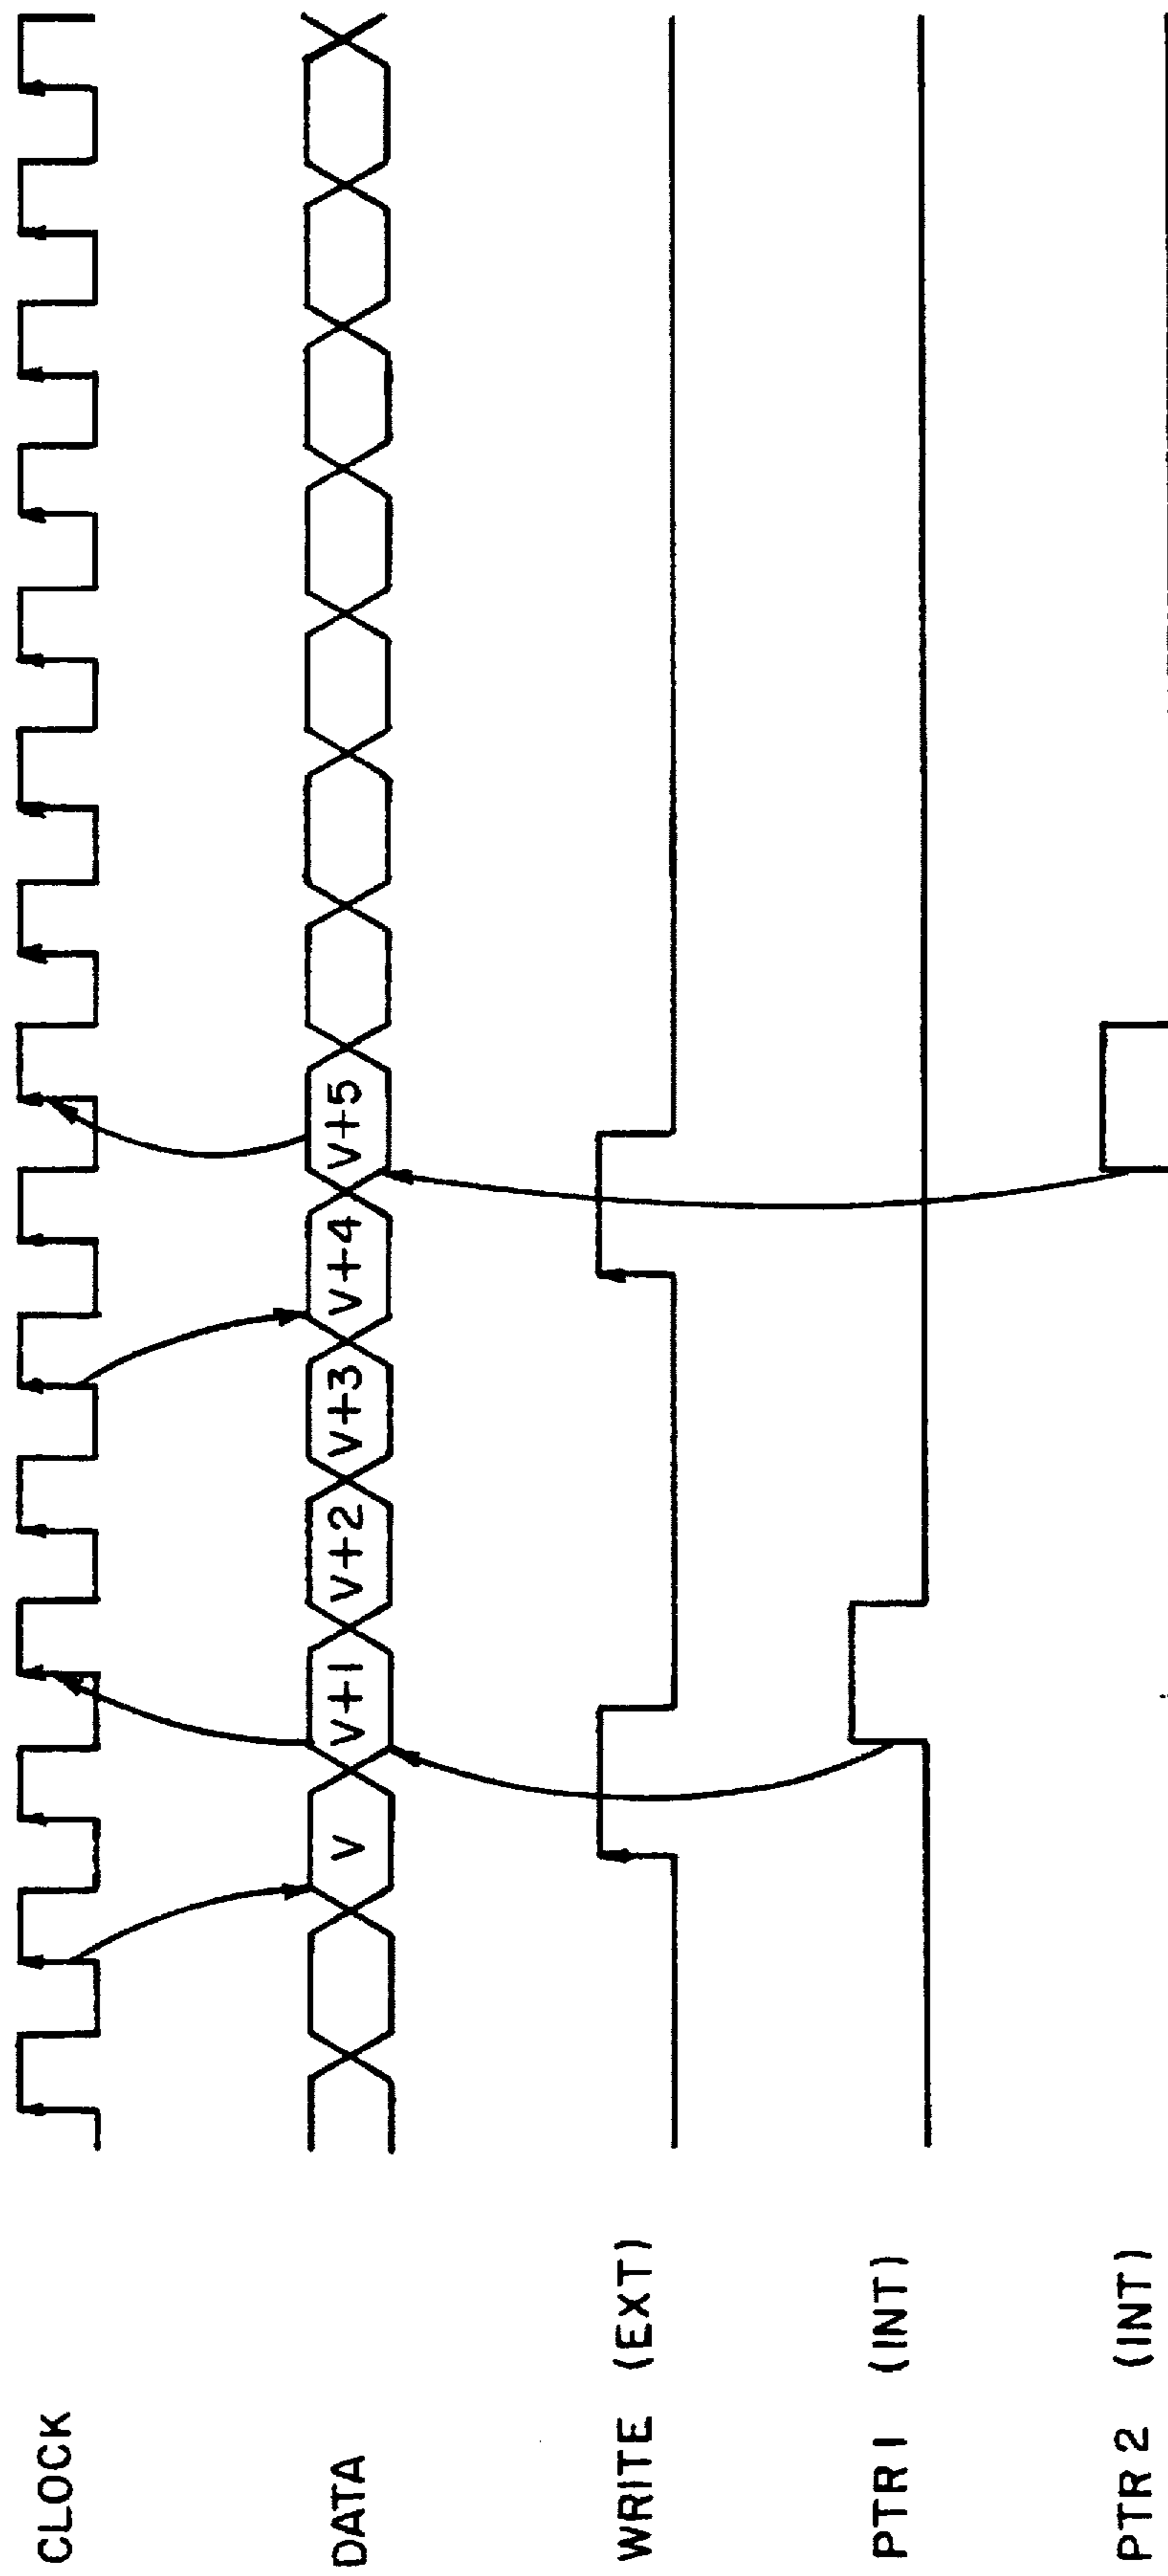 CLOCK
DATA
V V+1 V+2 V+3 V+4 V+5
WRITE (EXT)
PTR 1 (INT)
PTR 2 (INT)